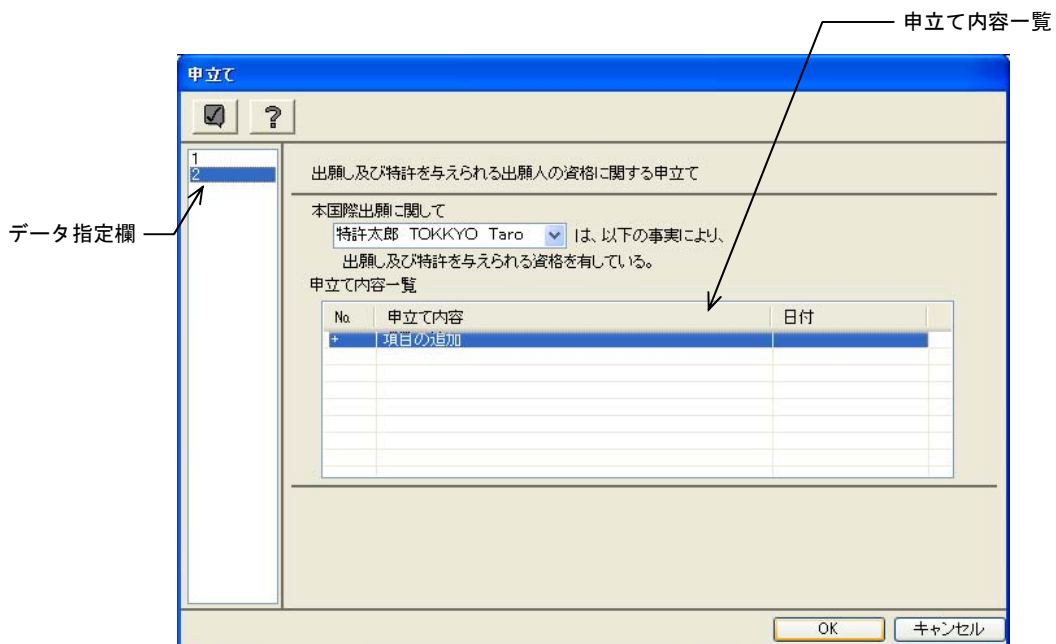 申立て内容一覧
申立て
1
2
出願し及び特許を与えられる出願人の資格に関する申立て
データ指定欄
本国際出願に関して
特許太郎 TOKKYO Taro は、以下の事実により、
出願し及び特許を与えられる資格を有している。
申立て内容一覧
No. 申立て内容 日付
+ 項目の追加
OK キャンセル